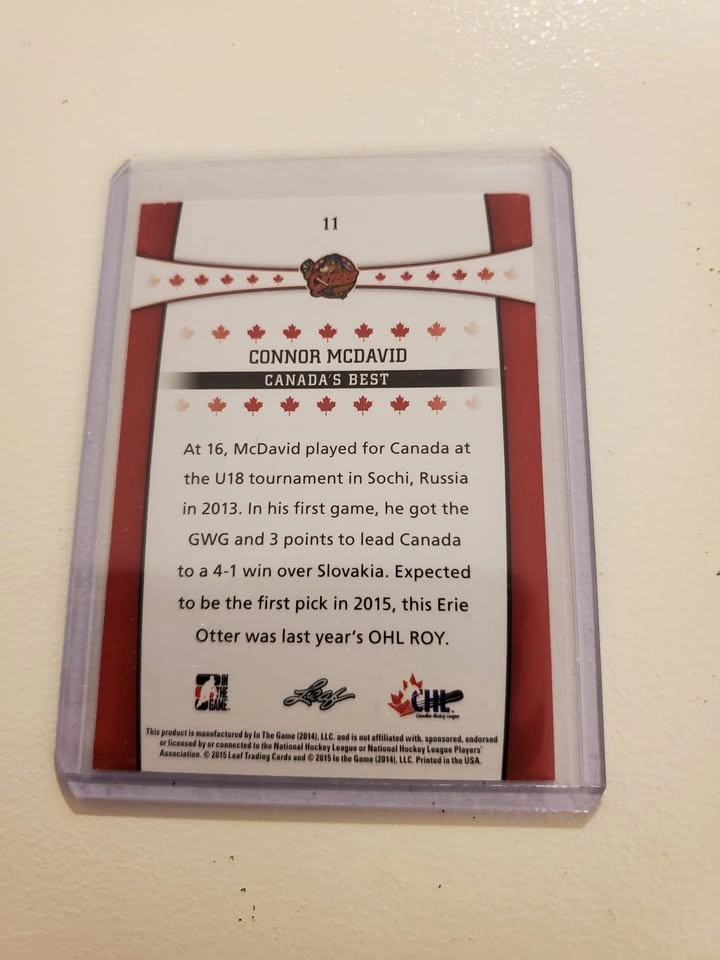 11
CONNOR MCDAVID
CANADA'S BEST
At 16, McDavid played for Canada at
the U18 tournament in Sochi, Russia
in 2013. In his first game, he got the
GWG and 3 points to lead Canada
to a 4-1 win over Slovakia. Expected
to be the first pick in 2015, this Erie
Otter was last year's OHL ROY.
IN THE GAME
Leaf
CHL
Canadian Hockey League
This product is manufactured by In The Game (2014), LLC. and is not affiliated with, sponsored, endorsed
or licensed by or connected to the National Hockey League or National Hockey League Players'
Association. © 2015 Leaf Trading Cards and © 2015 In the Game (2014), LLC. Printed in the USA.